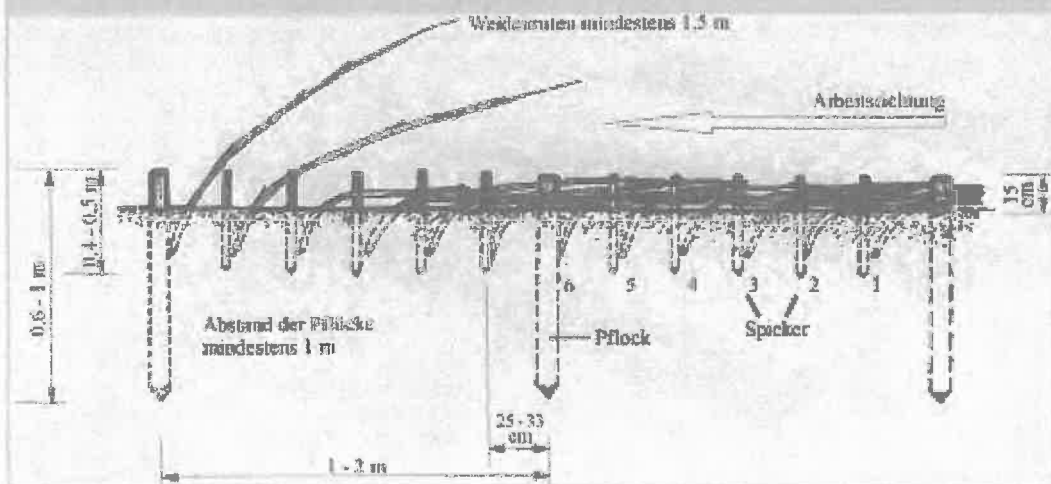 Weidenruten mindestens 1.5 m
Arbeitsrichtung
15
cm
0,4 - 0,5 m
0,6 - 1 m
6 5 4 3 2 1
Abstand der Pflöcke
mindestens 1 m
Pflock
Spicker
25 - 33
cm
1 - 2 m